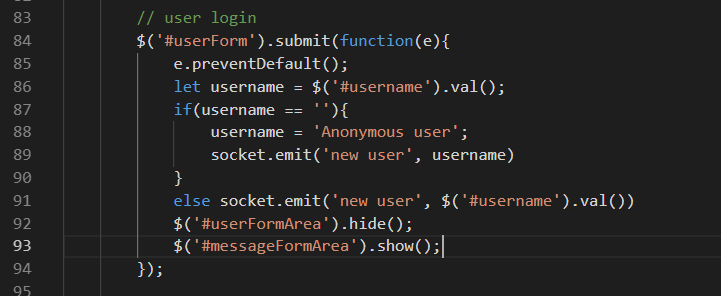 83 // user login
84 $('#userForm').submit(function(e){
85 e.preventDefault();
86 let username = $('#username').val();
87 if(username == ''){
88 username = 'Anonymous user';
89 socket.emit('new user', username)
90 }
91 else socket.emit('new user', $('#username').val())
92 $('#userFormArea').hide();
93 $('#messageFormArea').show();
94 });
95